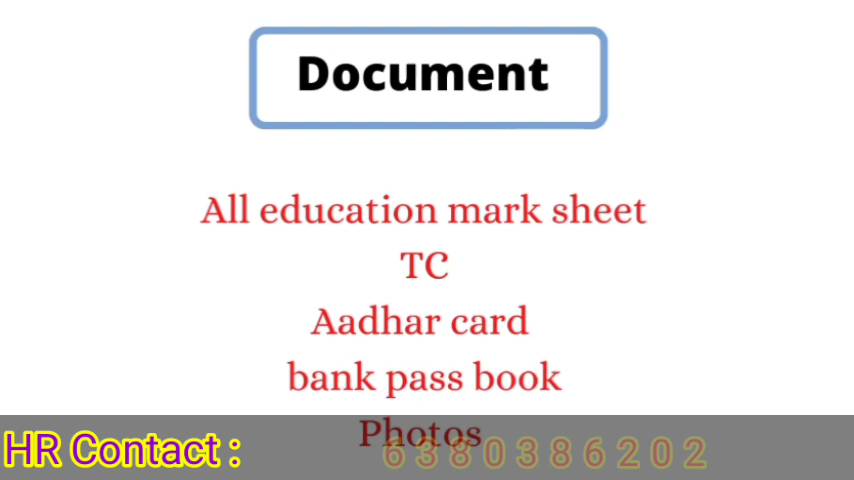 Document
All education mark sheet
TC
Aadhar card
bank pass book
Photos
HR Contact : 6380386202